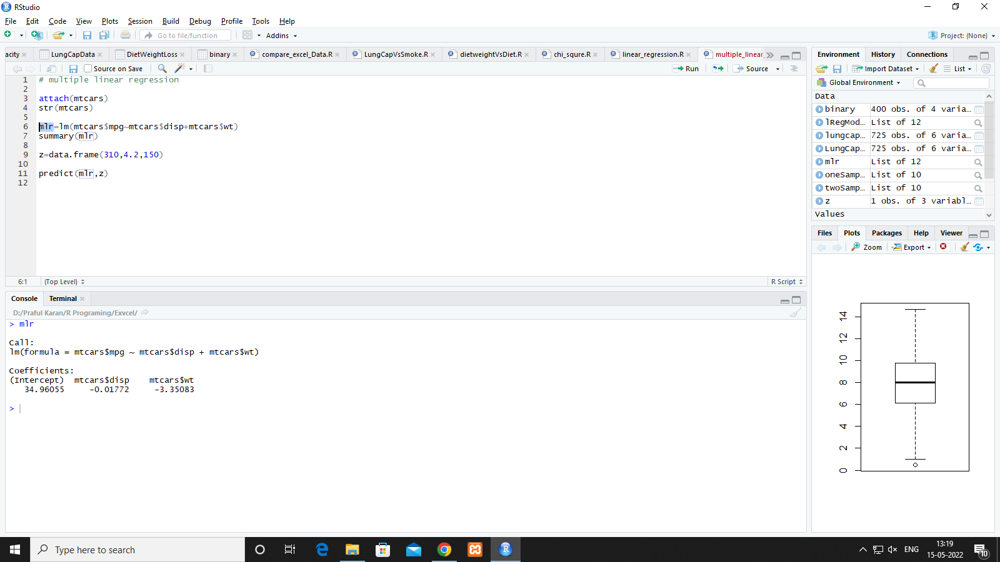 RStudio
File Edit Code View Plots Session Build Debug Profile Tools Help
Go to file/function Addins Project: (None)
acity LungCapData DietWeightLoss binary compare_excel_Data.R LungCapVsSmoke.R dietweightVsDiet.R chi_squre.R linear_regression.R multiple_linear_
Source on Save Run Source
1 # multiple linear regression
2
3 attach(mtcars)
4 str(mtcars)
5
6 mlr=lm(mtcars$mpg~mtcars$disp+mtcars$wt)
7 summary(mlr)
8
9 z=data.frame(310,4.2,150)
10
11 predict(mlr,z)
12
6:1 (Top Level) R Script
Console Terminal
D:/Praful Karan/R Programing/Exvcel/
> mlr
Call:
lm(formula = mtcars$mpg ~ mtcars$disp + mtcars$wt)
Coefficients:
(Intercept) mtcars$disp mtcars$wt
34.96055 -0.01772 -3.35083
>
Environment History Connections
Import Dataset List
Global Environment
Data
binary 400 obs. of 4 varia...
lRegMod... List of 12
lungcap... 725 obs. of 6 varia...
LungCap... 725 obs. of 6 varia...
mlr List of 12
oneSamp... List of 10
twoSamp... List of 10
z 1 obs. of 3 variabl...
Values
Files Plots Packages Help Viewer
Zoom Export
14
12
10
8
6
4
2
0
Type here to search
ENG
13:19
15-05-2022
10